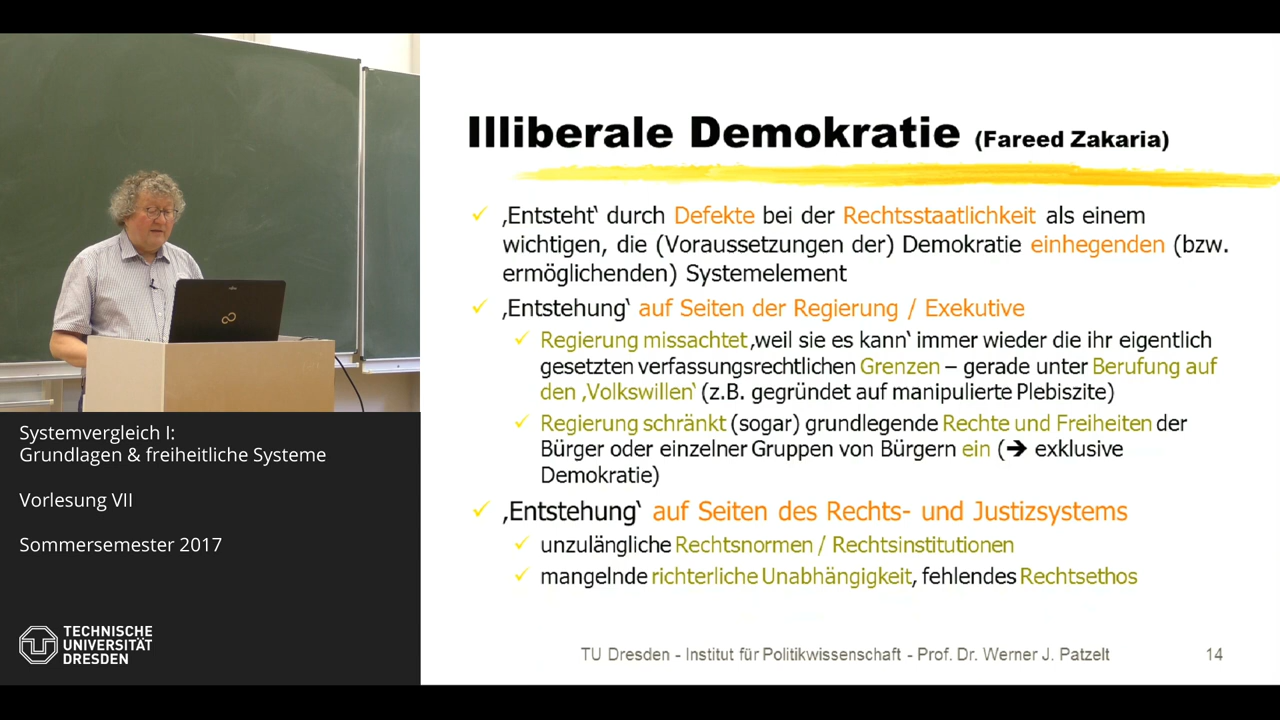 Illiberale Demokratie (Fareed Zakaria)
‚Entsteht‘ durch Defekte bei der Rechtsstaatlichkeit als einem
wichtigen, die (Voraussetzungen der) Demokratie einhegenden (bzw.
ermöglichenden) Systemelement
‚Entstehung‘ auf Seiten der Regierung / Exekutive
Regierung missachtet ‚weil sie es kann‘ immer wieder die ihr eigentlich
gesetzten verfassungsrechtlichen Grenzen – gerade unter Berufung auf
den ‚Volkswillen‘ (z.B. gegründet auf manipulierte Plebiszite)
Regierung schränkt (sogar) grundlegende Rechte und Freiheiten der
Bürger oder einzelner Gruppen von Bürgern ein (➔ exklusive
Demokratie)
‚Entstehung‘ auf Seiten des Rechts- und Justizsystems
unzulängliche Rechtsnormen / Rechtsinstitutionen
mangelnde richterliche Unabhängigkeit, fehlendes Rechtsethos
TU Dresden - Institut für Politikwissenschaft - Prof. Dr. Werner J. Patzelt 14
Systemvergleich I:
Grundlagen & freiheitliche Systeme
Vorlesung VII
Sommersemester 2017
TECHNISCHE
UNIVERSITÄT
DRESDEN